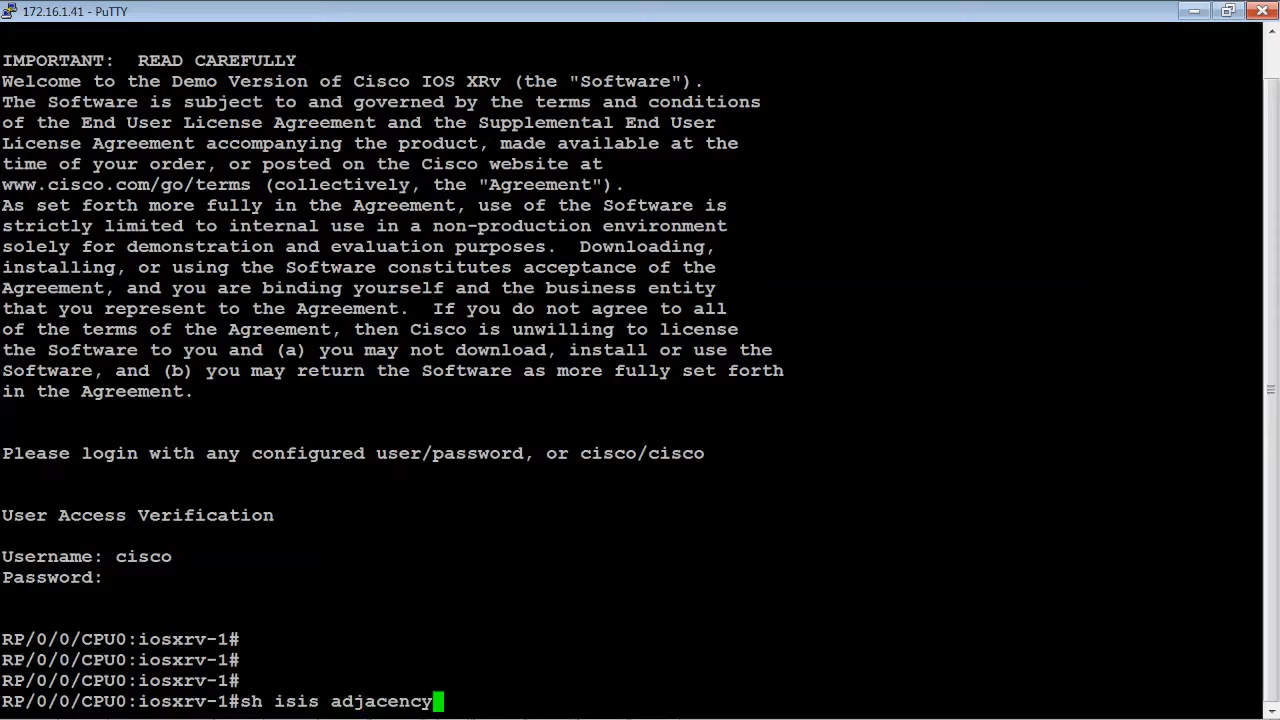 172.16.1.41 - PuTTY
IMPORTANT:  READ CAREFULLY
Welcome to the Demo Version of Cisco IOS XRv (the "Software").
The Software is subject to and governed by the terms and conditions
of the End User License Agreement and the Supplemental End User
License Agreement accompanying the product, made available at the
time of your order, or posted on the Cisco website at
www.cisco.com/go/terms (collectively, the "Agreement").
As set forth more fully in the Agreement, use of the Software is
strictly limited to internal use in a non-production environment
solely for demonstration and evaluation purposes.  Downloading,
installing, or using the Software constitutes acceptance of the
Agreement, and you are binding yourself and the business entity
that you represent to the Agreement.  If you do not agree to all
of the terms of the Agreement, then Cisco is unwilling to license
the Software to you and (a) you may not download, install or use the
Software, and (b) you may return the Software as more fully set forth
in the Agreement.
Please login with any configured user/password, or cisco/cisco
User Access Verification
Username: cisco
Password:
RP/0/0/CPU0:iosxrv-1#
RP/0/0/CPU0:iosxrv-1#
RP/0/0/CPU0:iosxrv-1#
RP/0/0/CPU0:iosxrv-1#sh isis adjacency